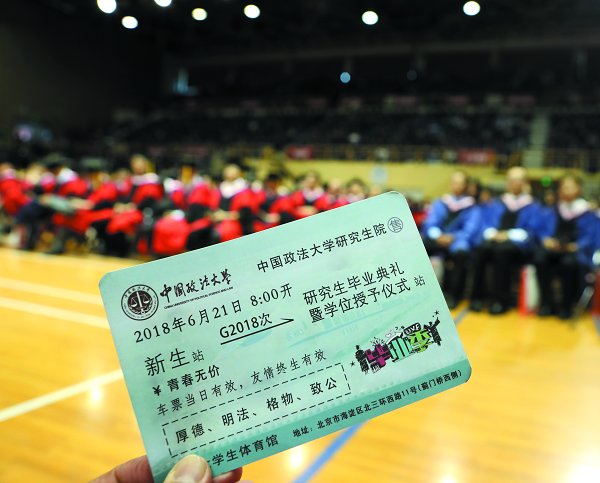 中国政法大学研究生院 售
中国政法大学
2018年6月21日 8:00开
新生站
G2018次
研究生毕业典礼
暨学位授予仪式 站
¥ 青春无价
车票当日有效，友情终生有效
厚德、明法、格物、致公
LIVE
毕业季
学生体育馆 地址：北京市海淀区北三环西路11号(蓟门桥西侧)